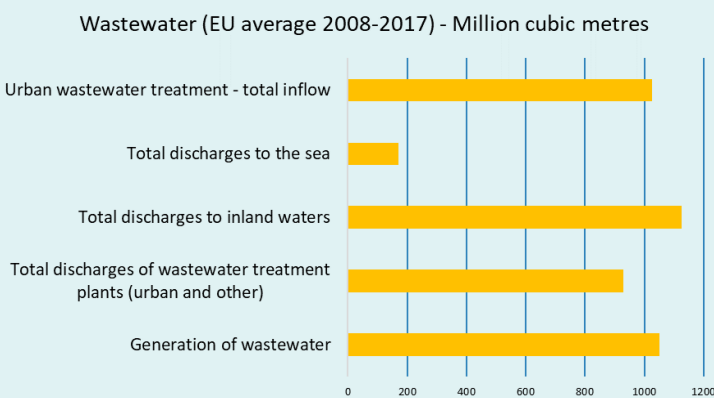 Wastewater (EU average 2008-2017) - Million cubic metres
Urban wastewater treatment - total inflow
Total discharges to the sea
Total discharges to inland waters
Total discharges of wastewater treatment
plants (urban and other)
Generation of wastewater
0 200 400 600 800 1000 1200